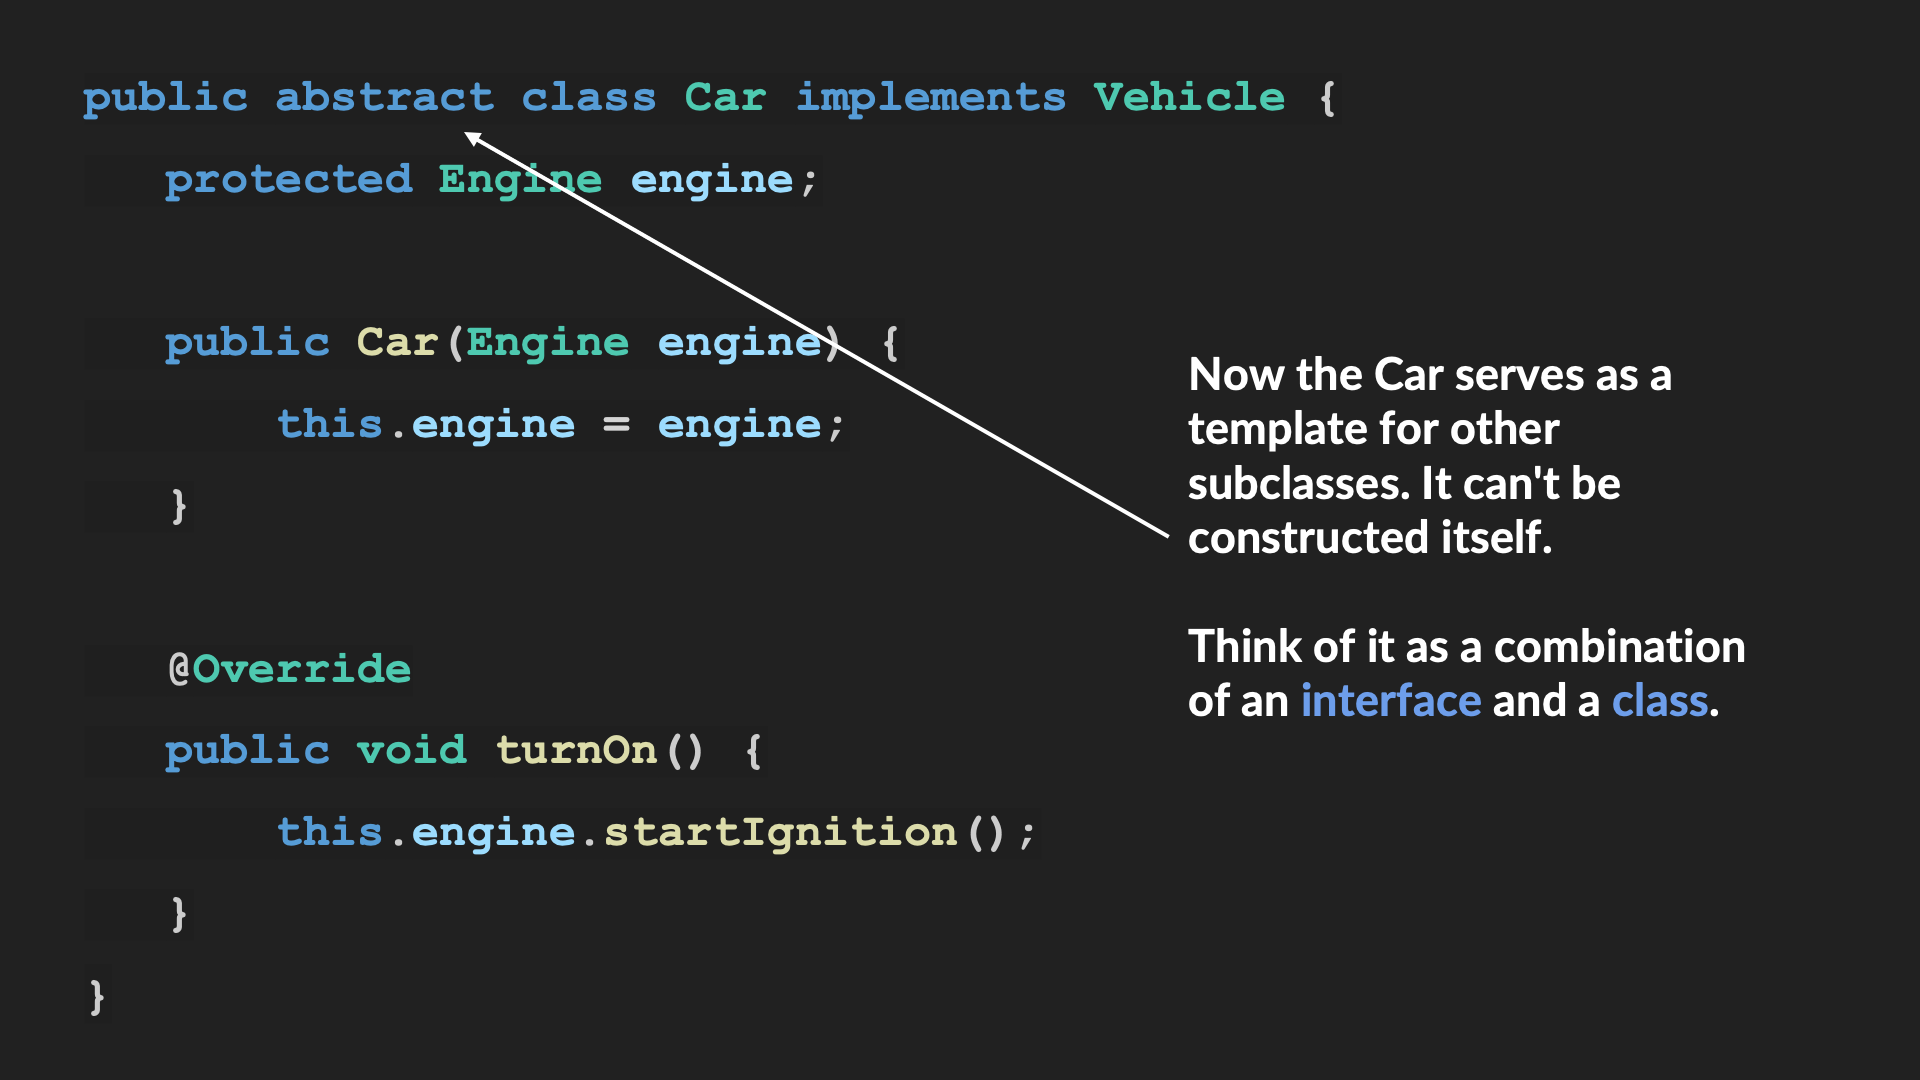 public abstract class Car implements Vehicle {
protected Engine engine;
public Car(Engine engine) {
this.engine = engine;
}
@Override
public void turnOn() {
this.engine.startIgnition();
}
}
Now the Car serves as a
template for other
subclasses. It can't be
constructed itself.
Think of it as a combination
of an interface and a class.